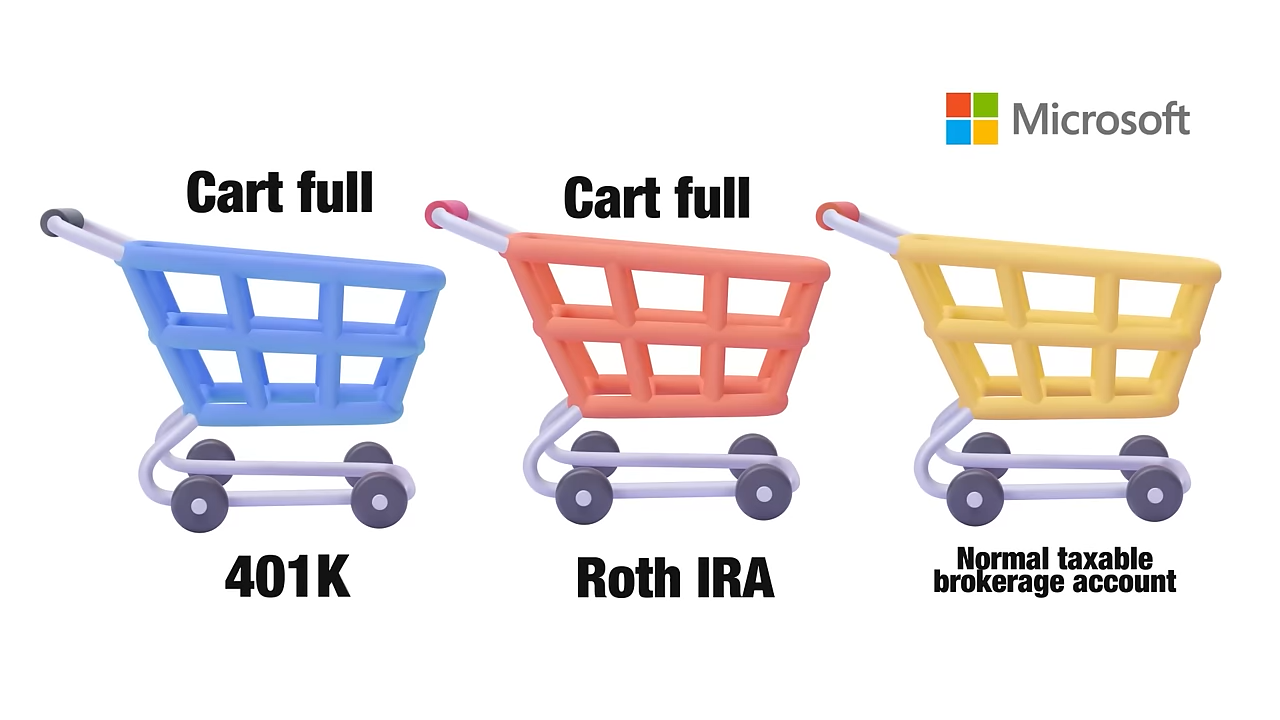 Microsoft
Cart full
Cart full
401K
Roth IRA
Normal taxable
brokerage account